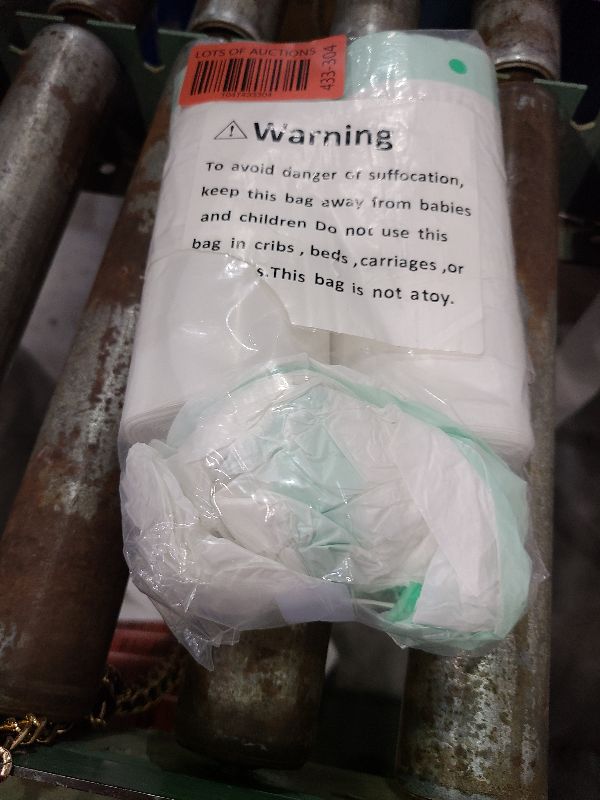 LOTS OF AUCTIONS
433-304
Warning
To avoid danger of suffocation,
keep this bag away from babies
and children Do not use this
bag in cribs , beds ,carriages ,or
s.This bag is not atoy.